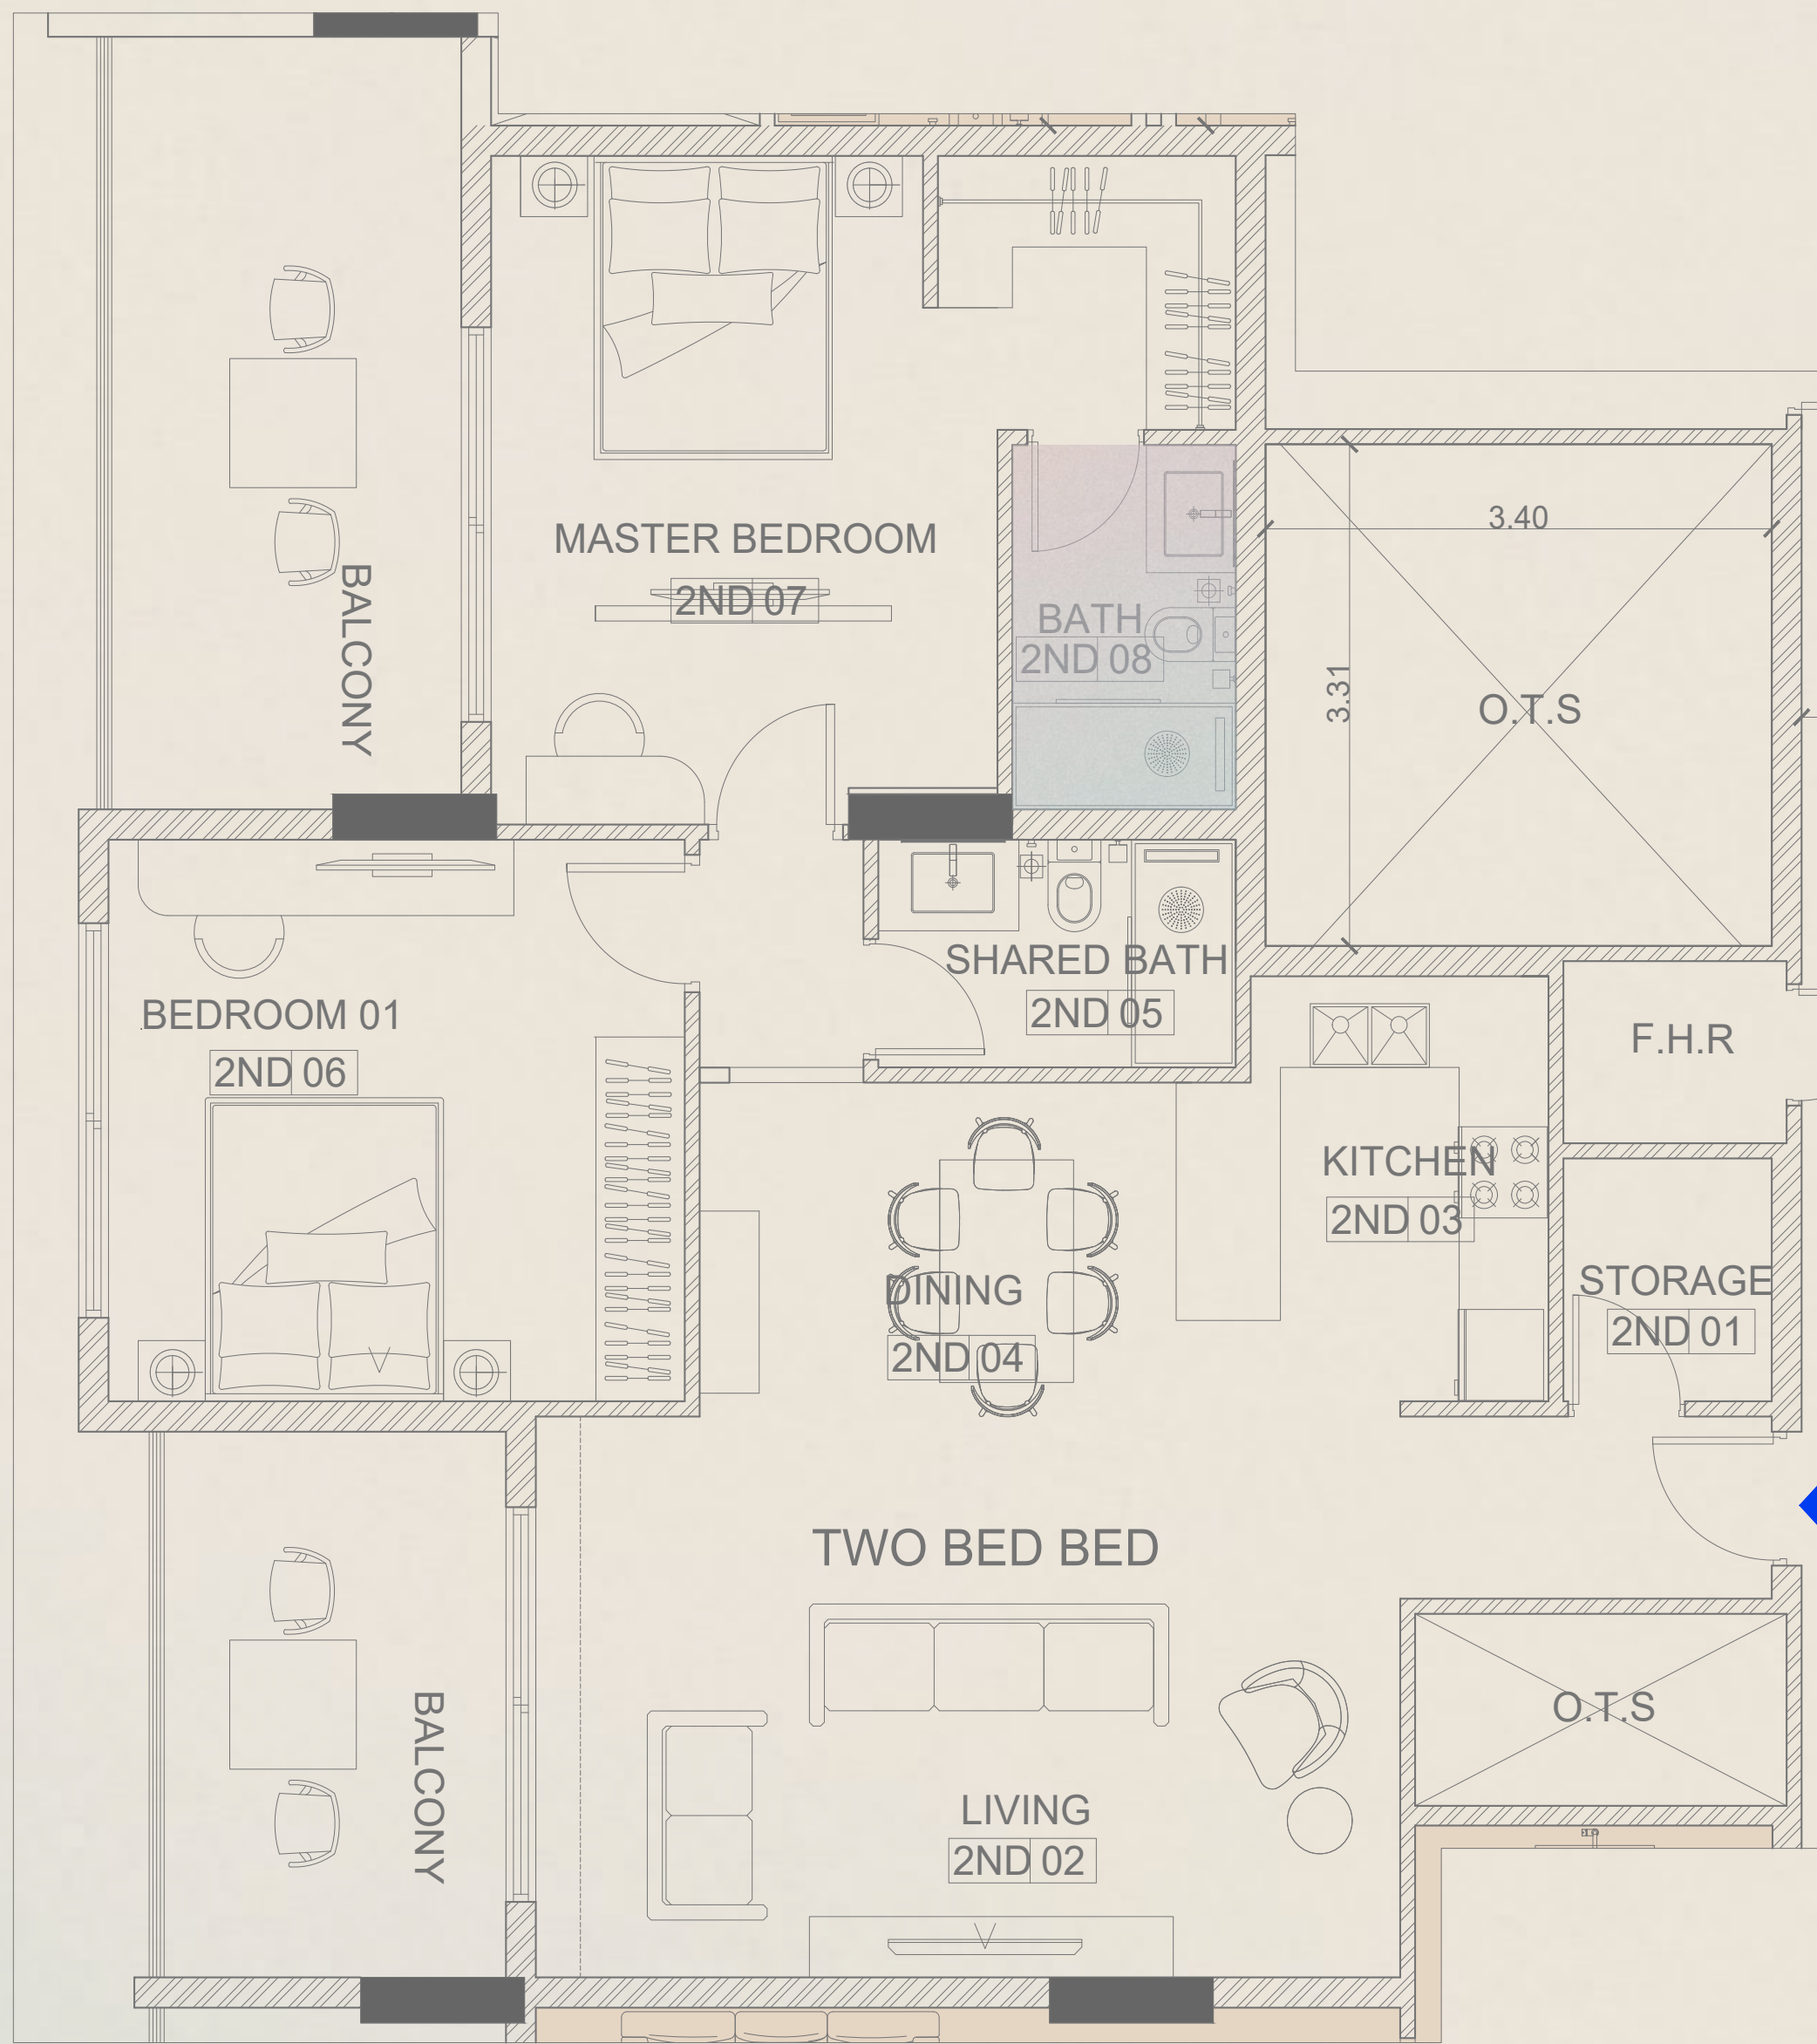 MASTER BEDROOM
2ND 07
BALCONY
BATH
2ND 08
3.40
3.31
O.T.S
SHARED BATH
2ND 05
BEDROOM 01
2ND 06
F.H.R
KITCHEN
2ND 03
DINING
2ND 04
STORAGE
2ND 01
TWO BED BED
O.T.S
BALCONY
LIVING
2ND 02